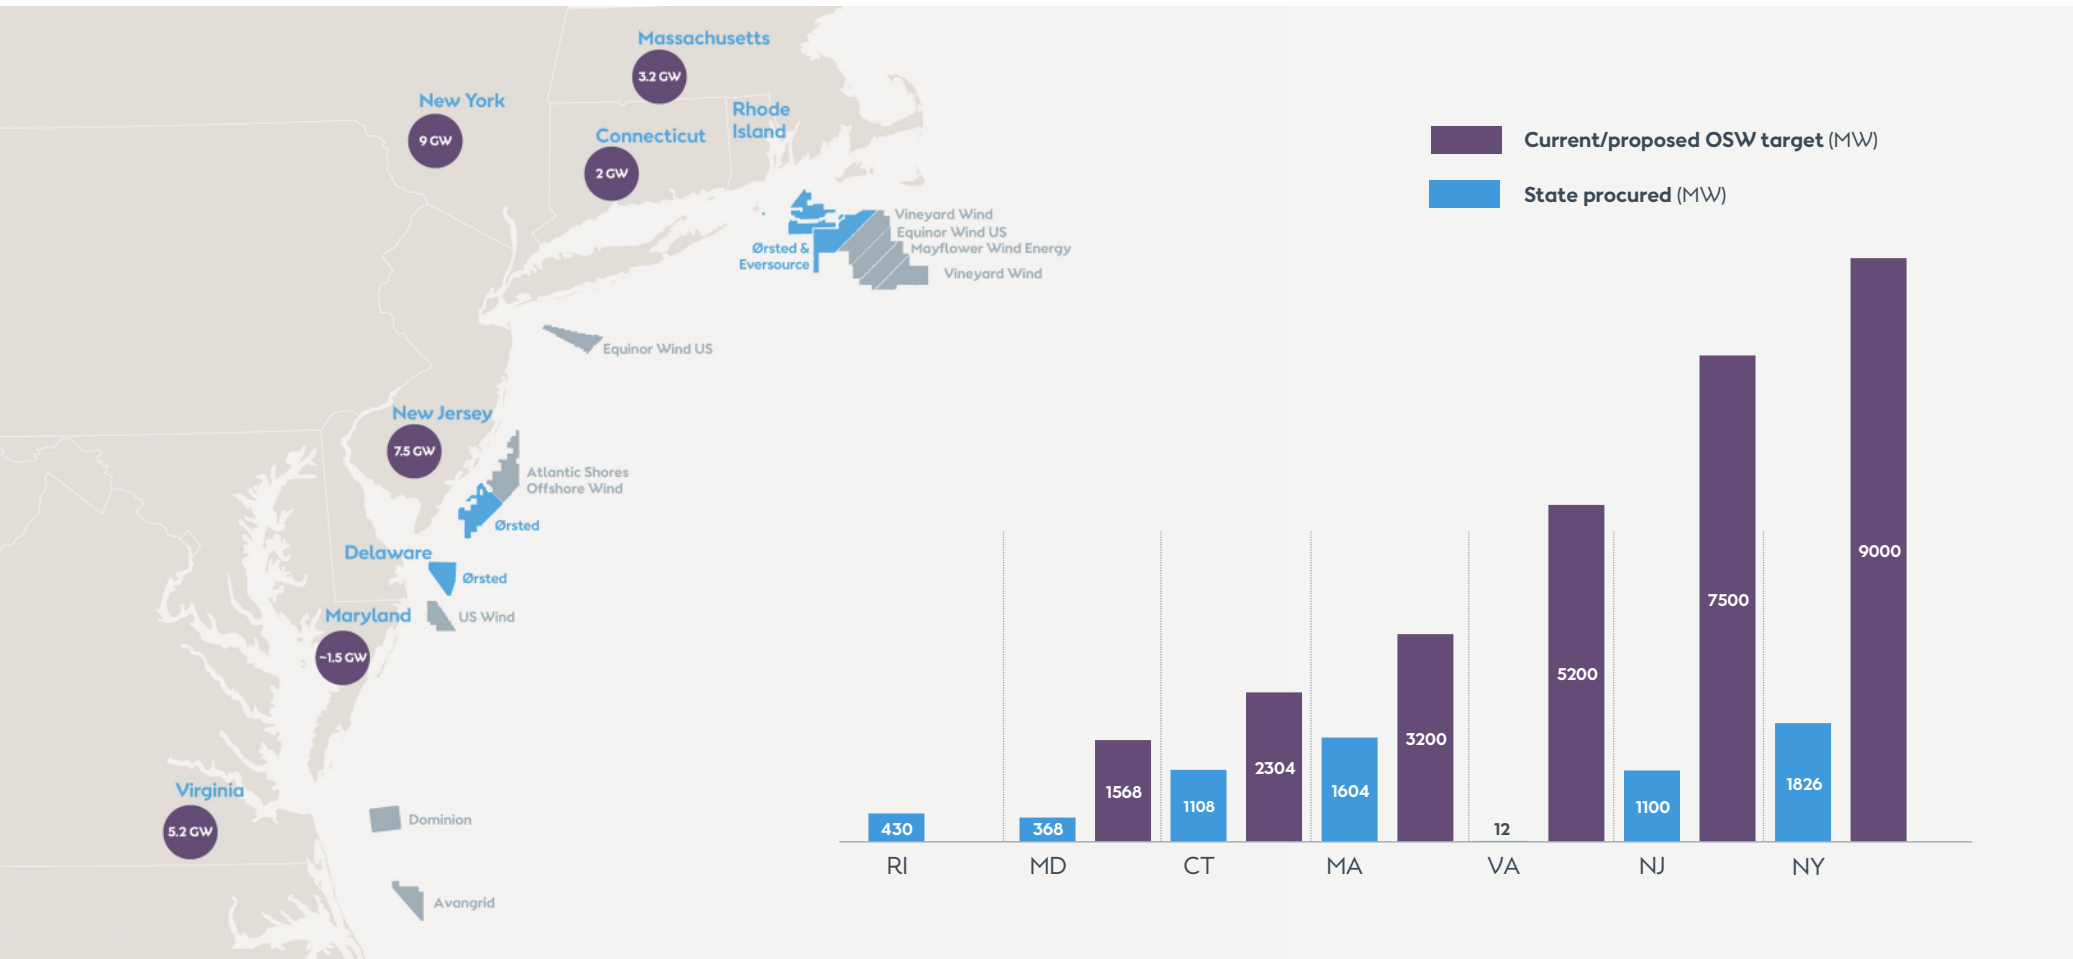 Massachusetts
3.2 GW
New York
9 GW
Rhode
Island
Connecticut
2 GW
Vineyard Wind
Equinor Wind US
Mayflower Wind Energy
Vineyard Wind
Ørsted &
Eversource
Equinor Wind US
New Jersey
7.5 GW
Atlantic Shores
Offshore Wind
Ørsted
Delaware
Ørsted
Maryland
US Wind
~1.5 GW
Virginia
5.2 GW
Dominion
Avangrid
Current/proposed OSW target (MW)
State procured (MW)
430
368
1568
1108
2304
1604
3200
12
5200
1100
7500
1826
9000
RI
MD
CT
MA
VA
NJ
NY